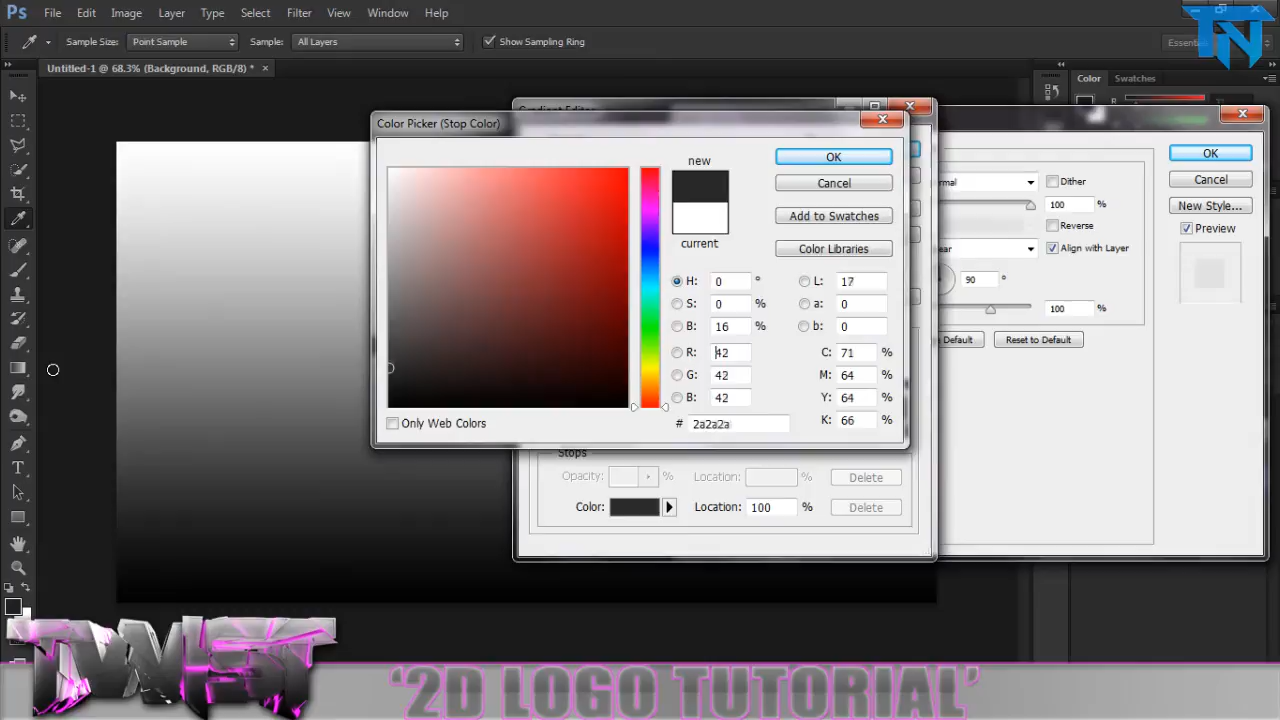 Ps File Edit Image Layer Type Select Filter View Window Help
Sample Size: Point Sample Sample: All Layers Show Sampling Ring
TN
Untitled-1 @ 68.3% (Background, RGB/8) * ×
Color Swatches
R
Gradient Editor
Color Picker (Stop Color)
new
current
OK
Cancel
Add to Swatches
Color Libraries
H: 0 °
S: 0 %
B: 16 %
R: 42
G: 42
B: 42
# 2a2a2a
L: 17
a: 0
b: 0
C: 71 %
M: 64 %
Y: 64 %
K: 66 %
Only Web Colors
Dither
100 %
Reverse
Align with Layer
90 °
100 %
Reset to Default
OK
Cancel
New Style...
Preview
Stops
Opacity: % Location: % Delete
Color: Location: 100 % Delete
T
TWIST
'2D LOGO TUTORIAL'